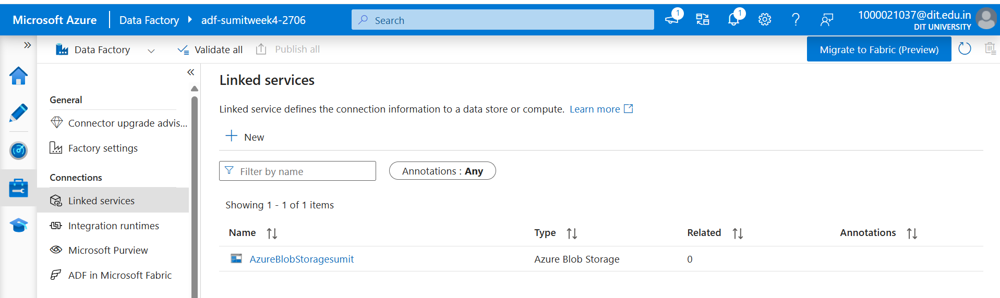 Microsoft Azure Data Factory adf-sumitweek4-2706 Search 1 1 1000021037@dit.edu.in
DIT UNIVERSITY
Data Factory Validate all Publish all Migrate to Fabric (Preview)
General
Connector upgrade advis...
Factory settings
Connections
Linked services
Integration runtimes
Microsoft Purview
ADF in Microsoft Fabric
Linked services
Linked service defines the connection information to a data store or compute. Learn more
New
Filter by name Annotations : Any
Showing 1 - 1 of 1 items
Name Type Related Annotations
AzureBlobStoragesumit Azure Blob Storage 0